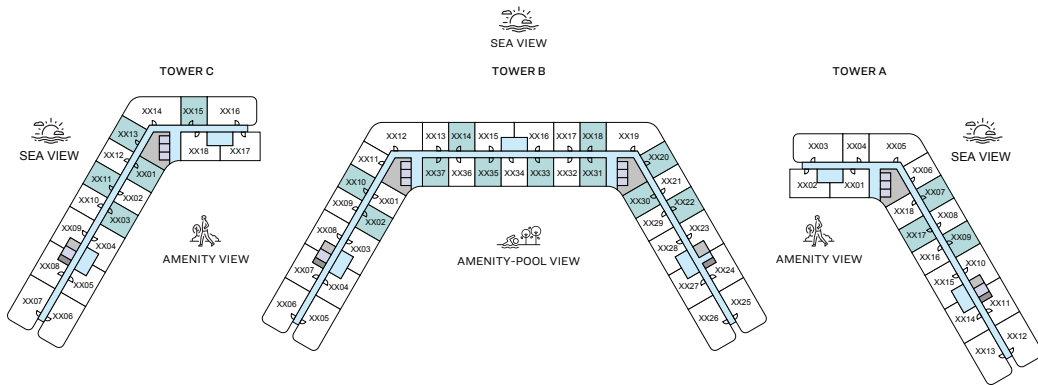 SEA VIEW
TOWER C
TOWER B
TOWER A
SEA VIEW
XX14
XX15
XX16
XX13
XX12
XX18
XX17
XX11
XX01
XX10
XX02
XX03
XX09
XX04
XX08
XX05
XX07
XX06
AMENITY VIEW
XX12
XX13
XX14
XX15
XX16
XX17
XX18
XX19
XX11
XX37
XX36
XX35
XX34
XX33
XX32
XX31
XX20
XX10
XX01
XX30
XX21
XX02
XX29
XX22
XX08
XX03
XX28
XX23
XX07
XX04
XX27
XX24
XX06
XX05
XX26
XX25
AMENITY-POOL VIEW
XX03
XX04
XX05
XX02
XX01
XX06
XX18
XX07
XX17
XX08
XX16
XX09
XX15
XX10
XX14
XX11
XX13
XX12
SEA VIEW
AMENITY VIEW